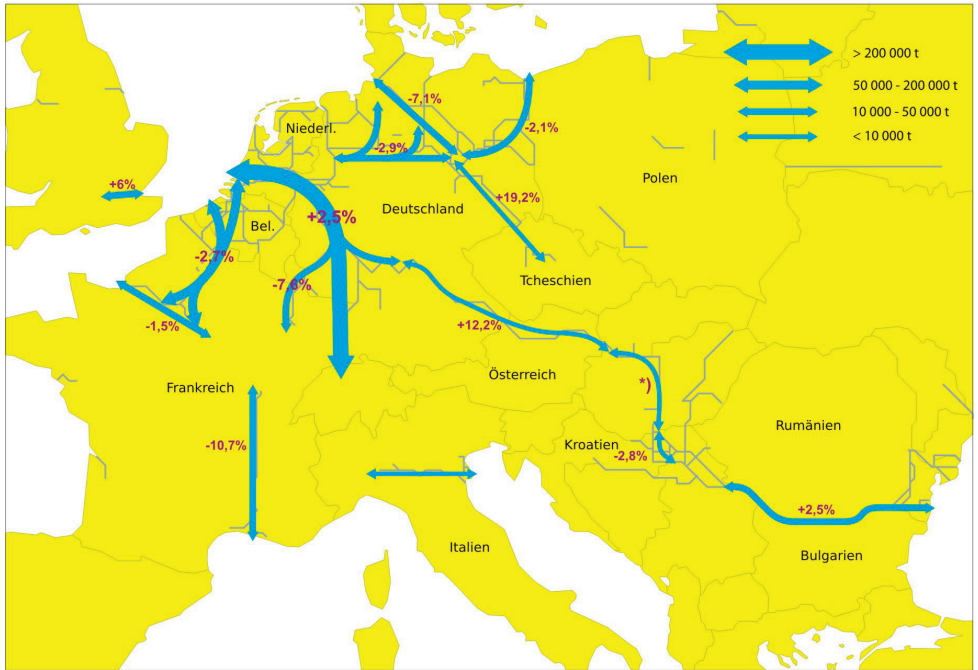 > 200 000 t
50 000 - 200 000 t
10 000 - 50 000 t
< 10 000 t
-7,1%
Niederl.
-2,1%
-2,9%
Polen
+6%
+19,2%
Deutschland
+2,5%
Bel.
-2,7%
Tcheschien
-7,8%
-1,5%
+12,2%
Österreich
*)
Frankreich
Rumänien
-10,7%
Kroatien
-2,8%
+2,5%
Italien
Bulgarien